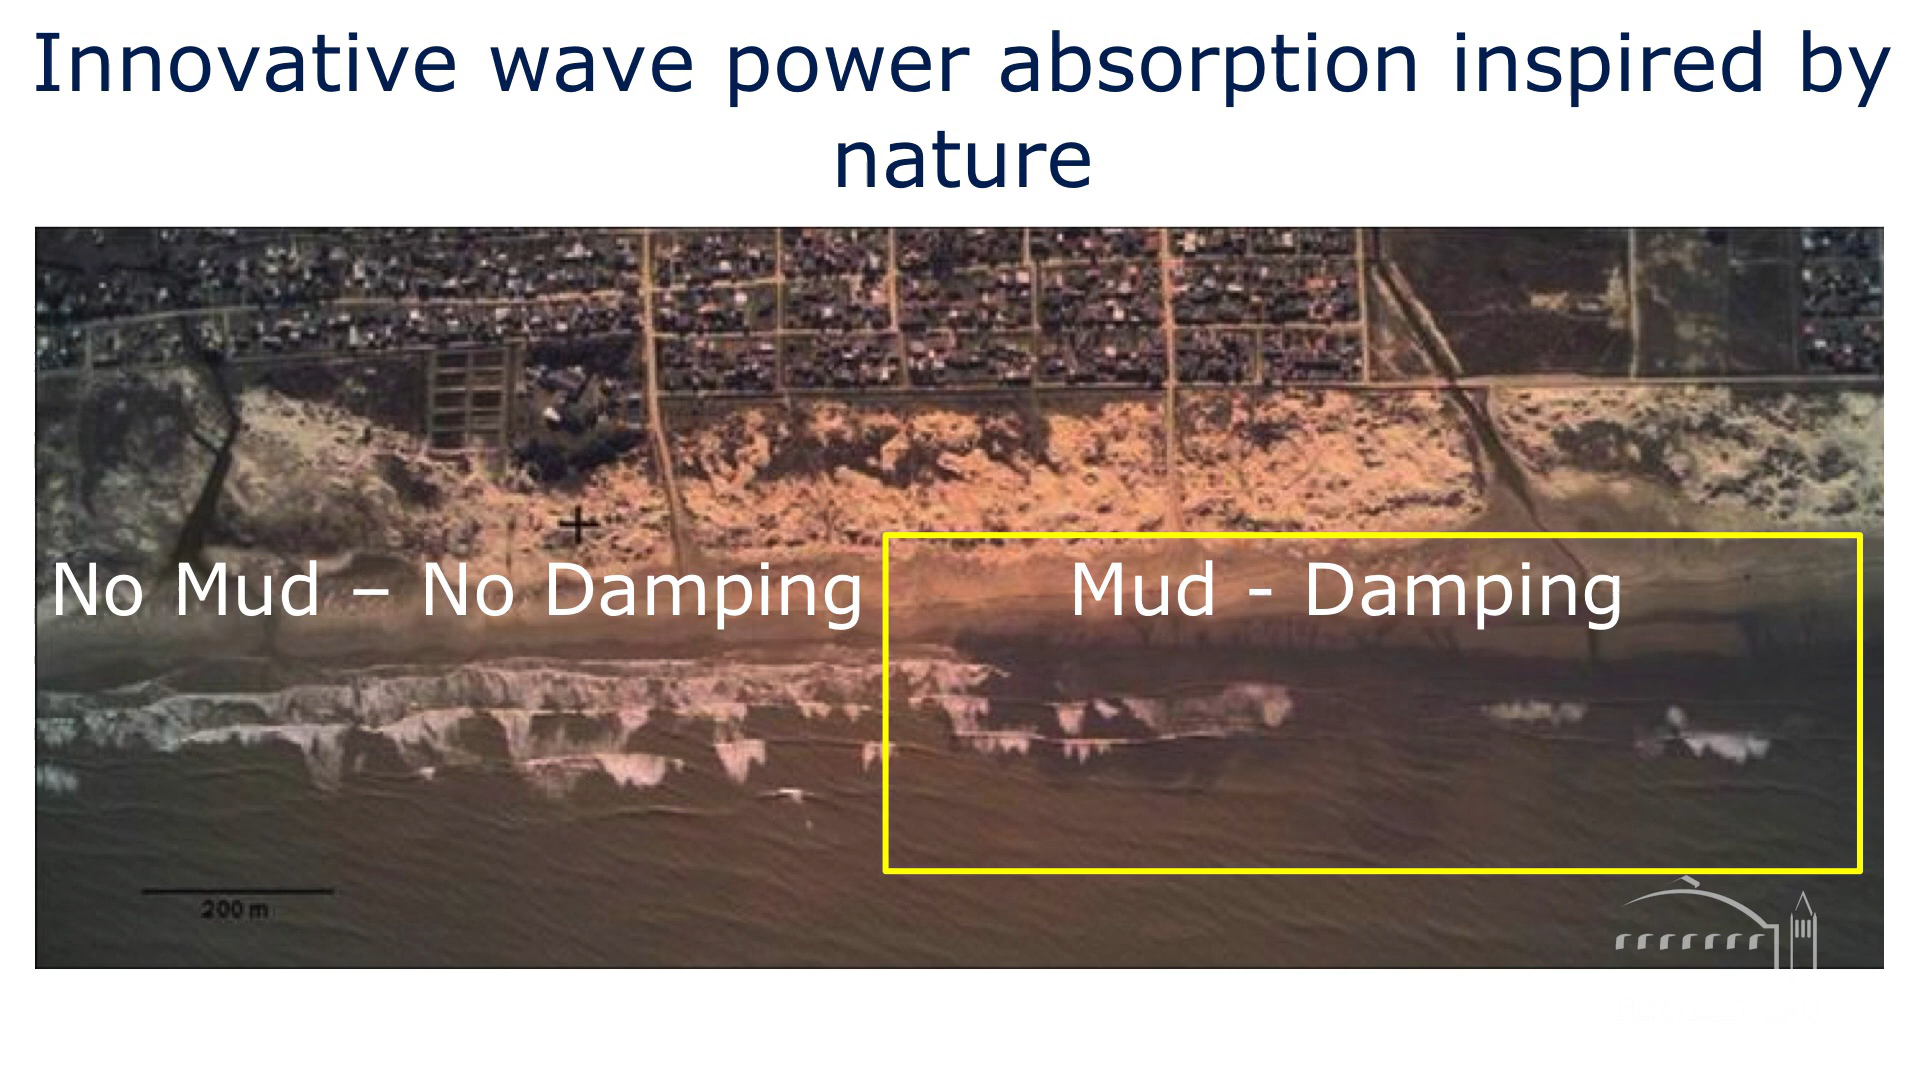 Innovative wave power absorption inspired by
nature
No Mud – No Damping
Mud - Damping
200 m